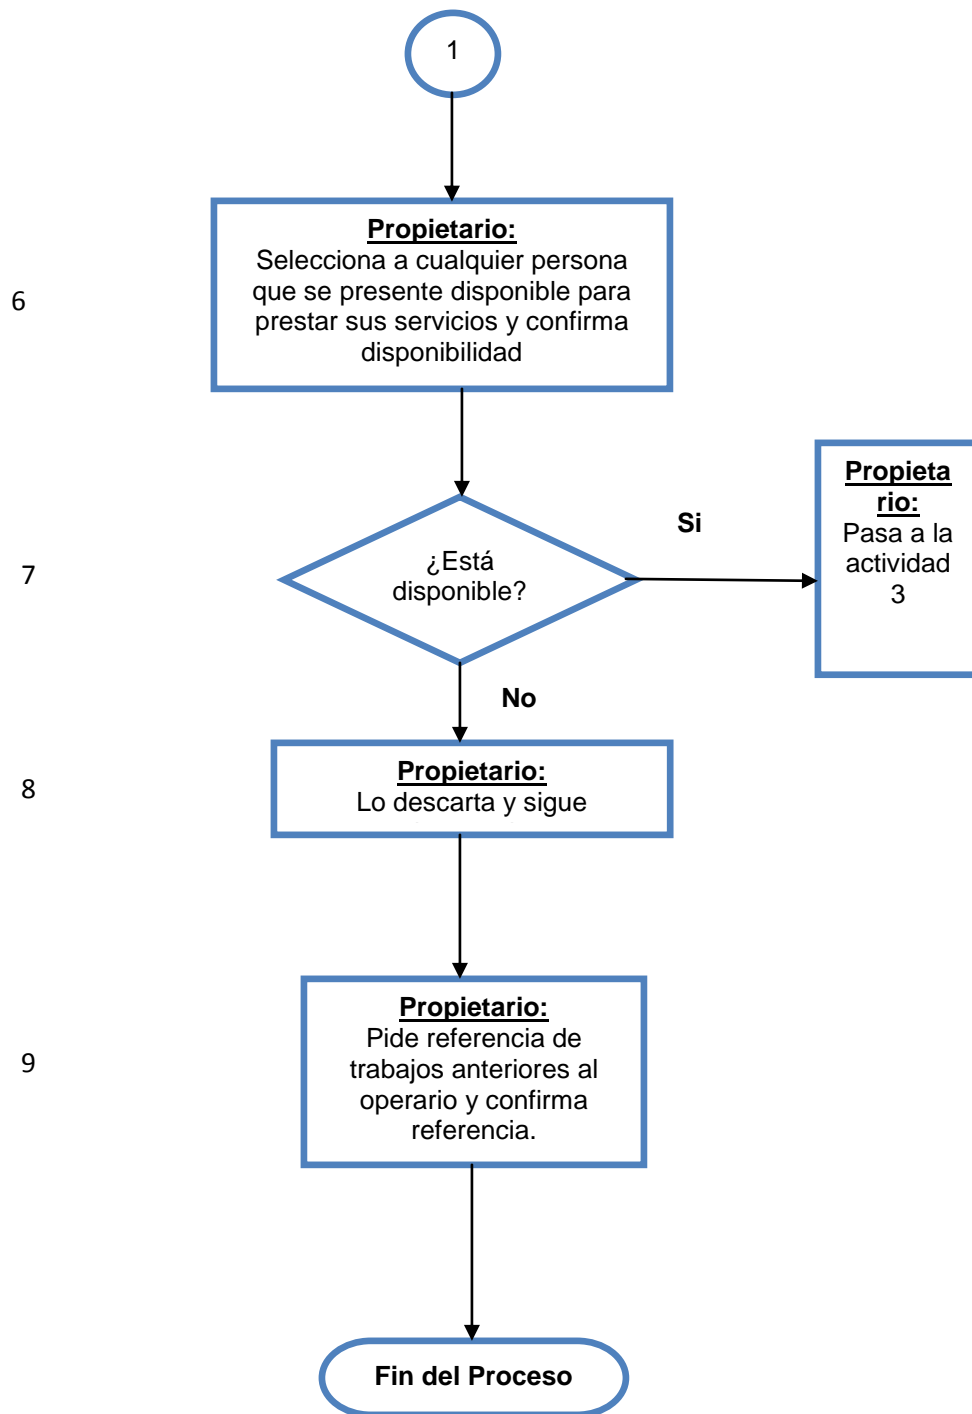 1
6
Propietario:
Selecciona a cualquier persona
que se presente disponible para
prestar sus servicios y confirma
disponibilidad
7
¿Está
disponible?
Si
Propieta
rio:
Pasa a la
actividad
3
No
8
Propietario:
Lo descarta y sigue
9
Propietario:
Pide referencia de
trabajos anteriores al
operario y confirma
referencia.
Fin del Proceso